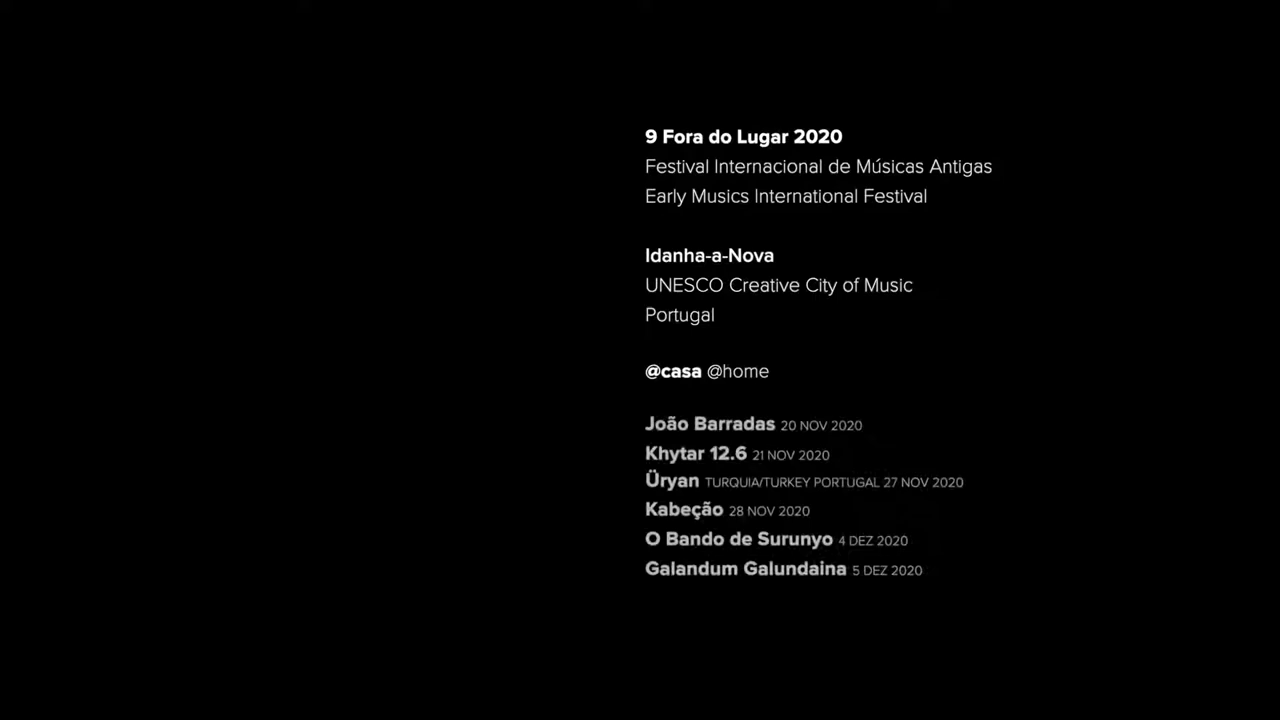 9 Fora do Lugar 2020
Festival Internacional de Músicas Antigas
Early Musics International Festival
Idanha-a-Nova
UNESCO Creative City of Music
Portugal
@casa @home
João Barradas 20 NOV 2020
Khytar 12.6 21 NOV 2020
Üryan TURQUIA/TURKEY PORTUGAL 27 NOV 2020
Kabeção 28 NOV 2020
O Bando de Surunyo 4 DEZ 2020
Galandum Galundaina 5 DEZ 2020